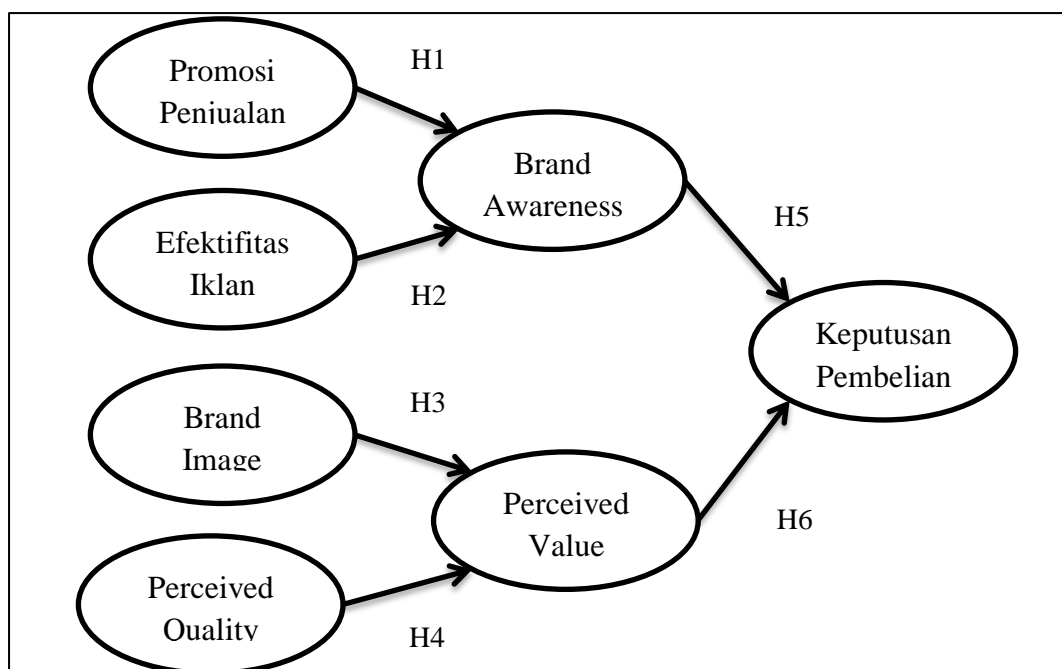 Promosi
Penjualan
H1
Brand
Awareness
Efektifitas
Iklan
H2
H5
Keputusan
Pembelian
Brand
Image
H3
Perceived
Value
H6
Perceived
Quality
H4